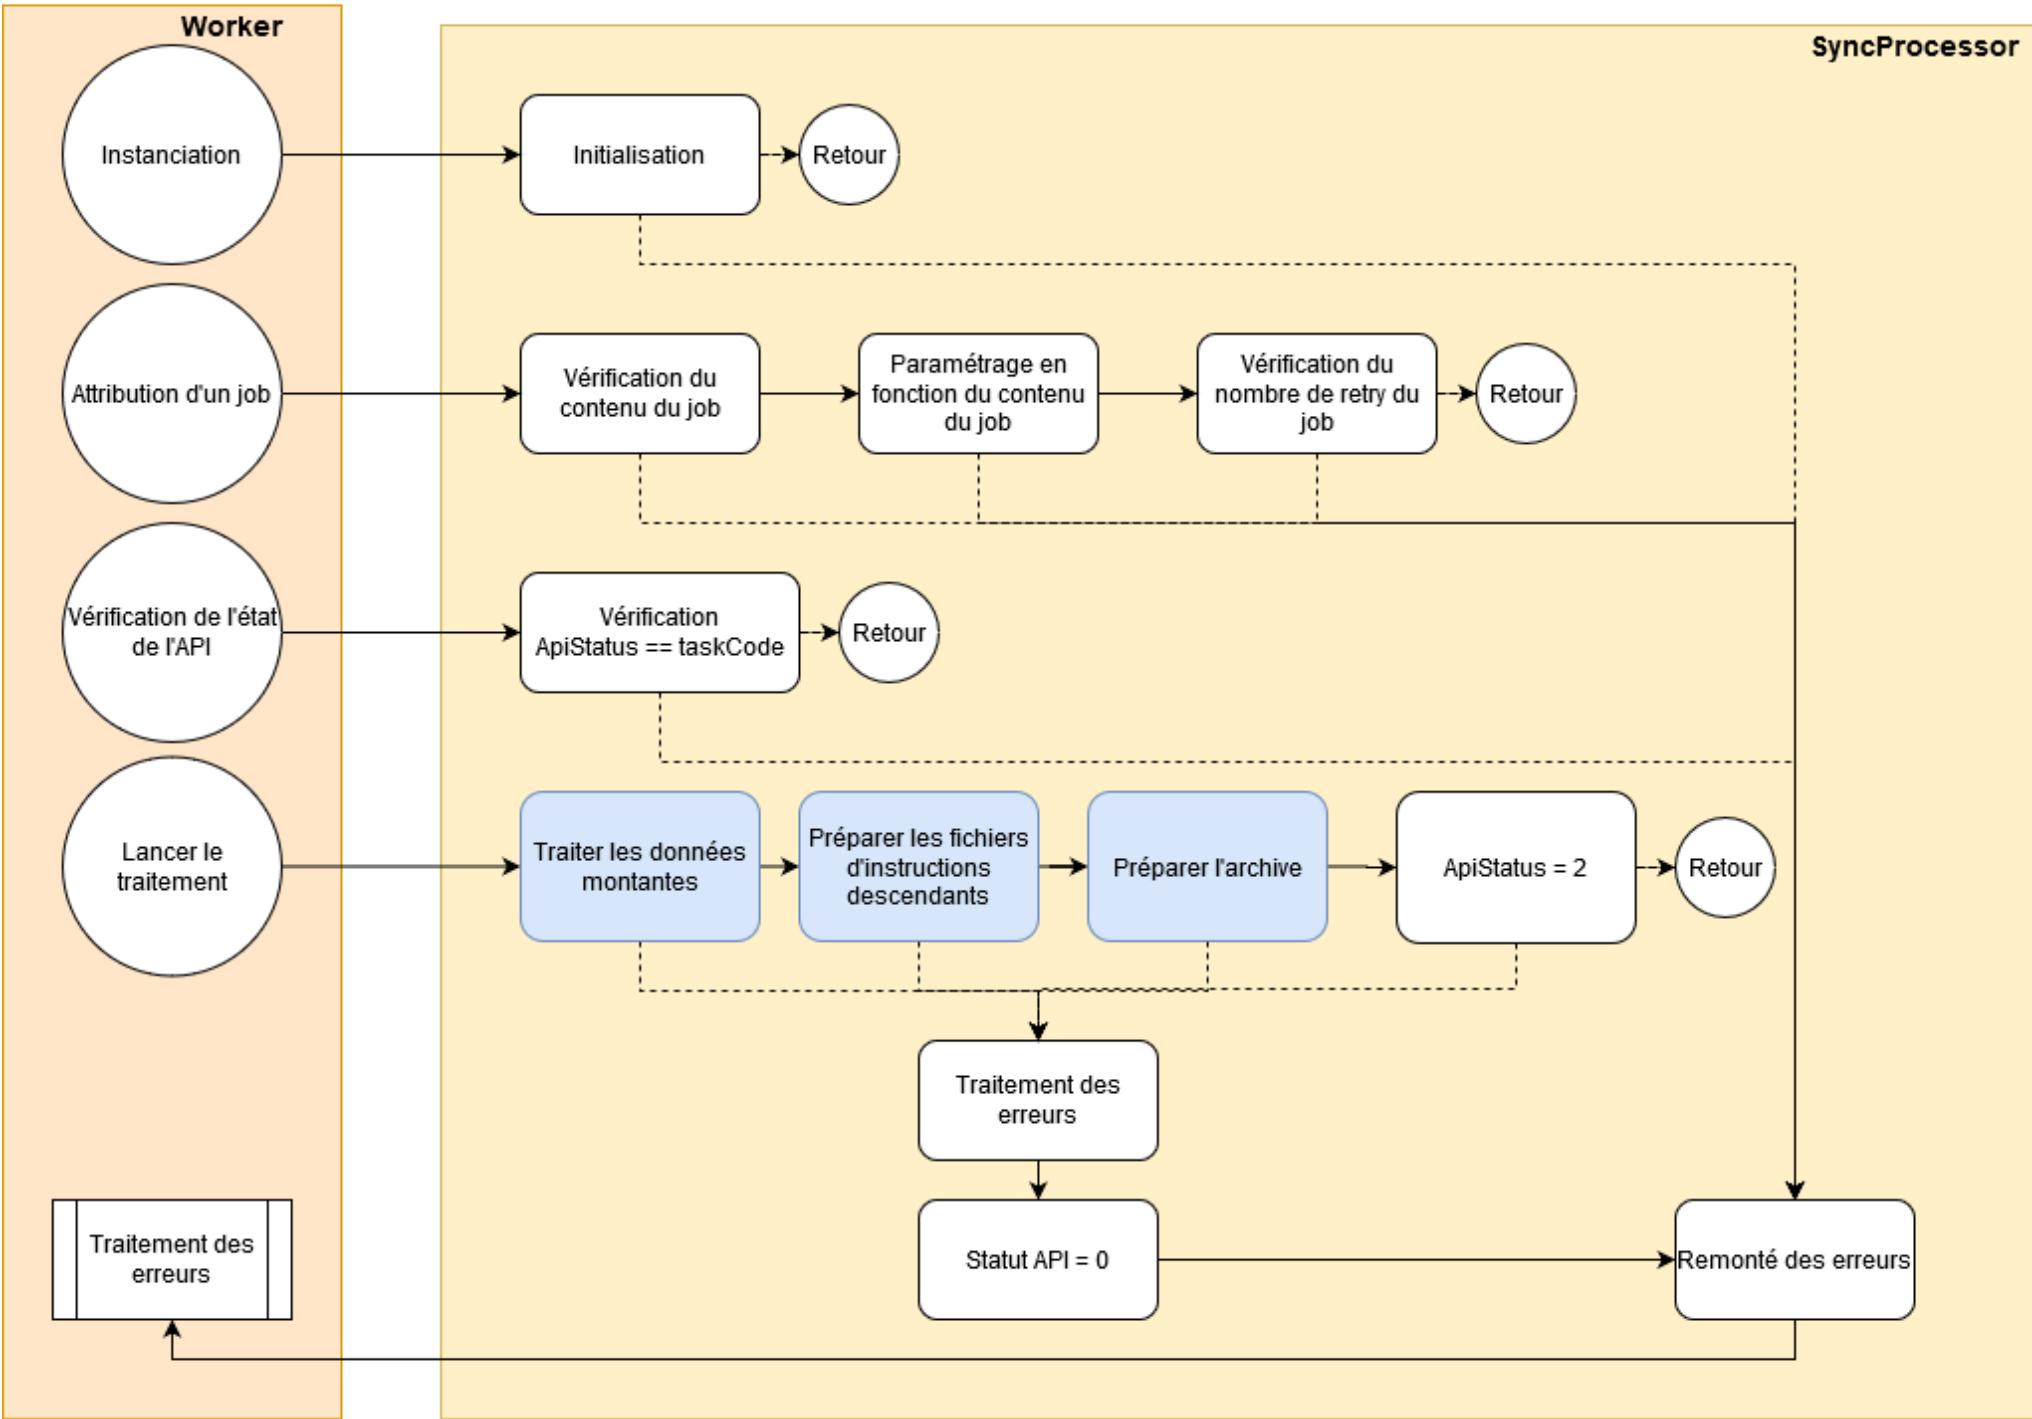 Worker
SyncProcessor
Instanciation
Initialisation
Retour
Attribution d'un job
Vérification du
contenu du job
Paramétrage en
fonction du contenu
du job
Vérification du
nombre de retry du
job
Retour
Vérification de l'état
de l'API
Vérification
ApiStatus == taskCode
Retour
Lancer le
traitement
Traiter les données
montantes
Préparer les fichiers
d'instructions
descendants
Préparer l'archive
ApiStatus = 2
Retour
Traitement des
erreurs
Traitement des
erreurs
Statut API = 0
Remonté des erreurs